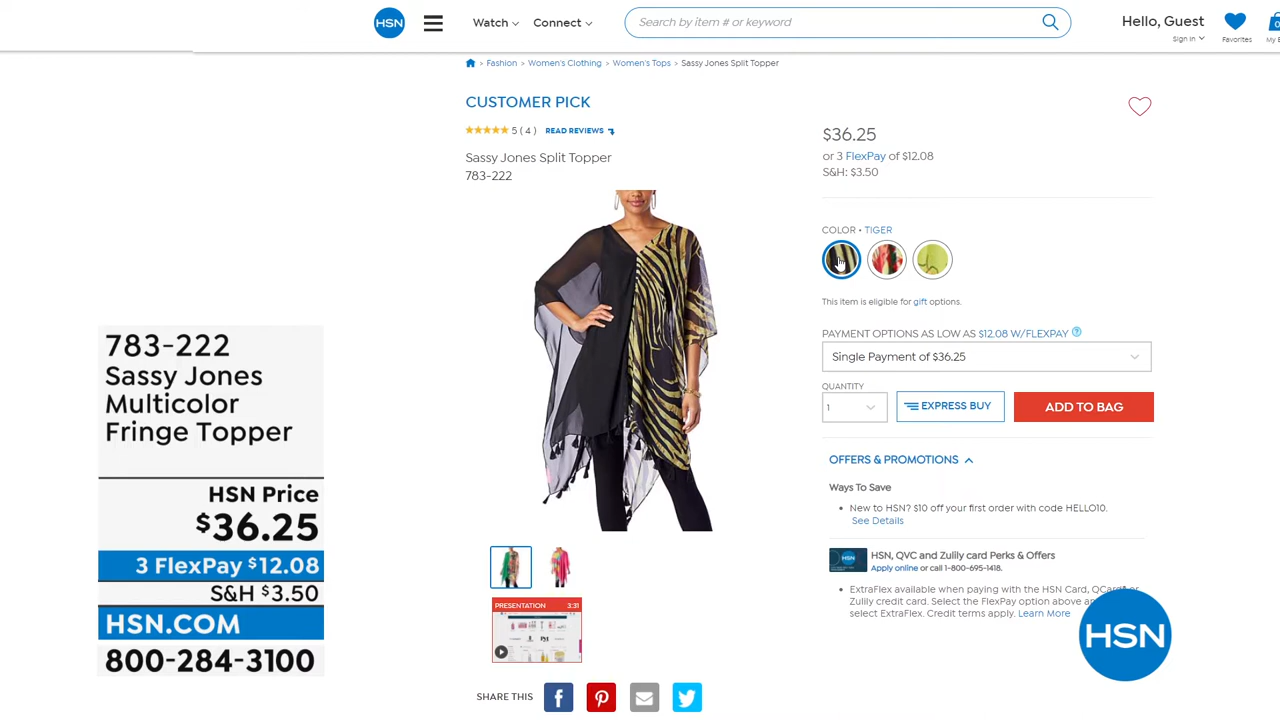 HSN
Watch
Connect
Search by item # or keyword
Hello, Guest
Sign In
Favorites
0
My
> Fashion > Women's Clothing > Women's Tops > Sassy Jones Split Topper
CUSTOMER PICK
5 ( 4 ) READ REVIEWS
Sassy Jones Split Topper
783-222
$36.25
or 3 FlexPay of $12.08
S&H: $3.50
COLOR • TIGER
This item is eligible for gift options.
PAYMENT OPTIONS AS LOW AS $12.08 W/FLEXPAY ?
Single Payment of $36.25
QUANTITY
1
EXPRESS BUY
ADD TO BAG
OFFERS & PROMOTIONS
Ways To Save
• New to HSN? $10 off your first order with code HELLO10.
See Details
HSN
HSN, QVC and Zulily card Perks & Offers
Apply online or call 1-800-695-1418.
• ExtraFlex available when paying with the HSN Card, QCard or
Zulily credit card. Select the FlexPay option above
select ExtraFlex. Credit terms apply. Learn More
HSN
PRESENTATION 3:31
SHARE THIS
783-222
Sassy Jones
Multicolor
Fringe Topper
HSN Price
$36.25
3 FlexPay $12.08
S&H $3.50
HSN.COM
800-284-3100